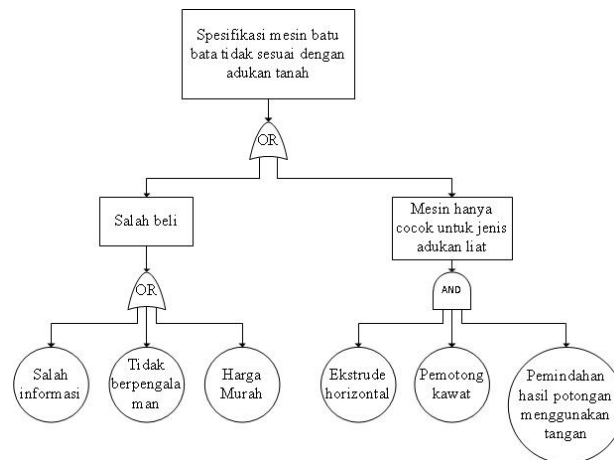 Spesifikasi mesin batu
bata tidak sesuai dengan
adukan tanah
OR
Salah beli
Mesin hanya
cocok untuk jenis
adukan liat
OR
AND
Salah
informasi
Tidak
berpengala
man
Harga
Murah
Ekstrude
horizontal
Pemotong
kawat
Pemindahan
hasil potongan
menggunakan
tangan